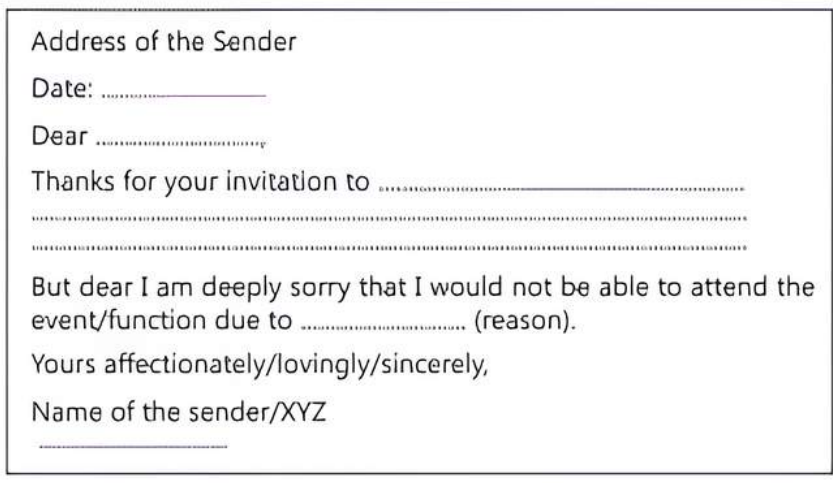 Address of the Sender
Date: ......................
Dear ......................,
Thanks for your invitation to ............................................
............................................................................
............................................................................
But dear I am deeply sorry that I would not be able to attend the
event/function due to ...................... (reason).
Yours affectionately/lovingly/sincerely,
Name of the sender/XYZ